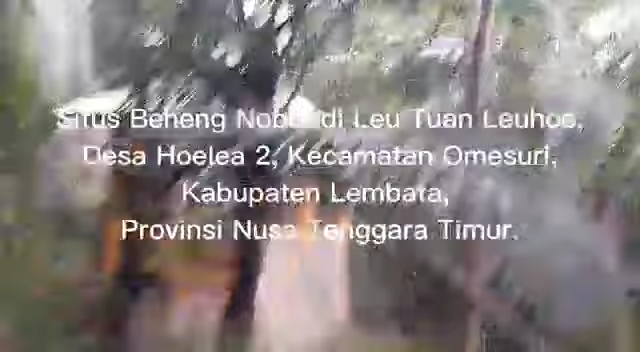 Situs Beheng di Leu Tuan Leuhoe,
Desa Hoelea 2, Kecamatan Omesuri,
Kabupaten Lembata,
Provinsi Nusa Tenggara Timur.